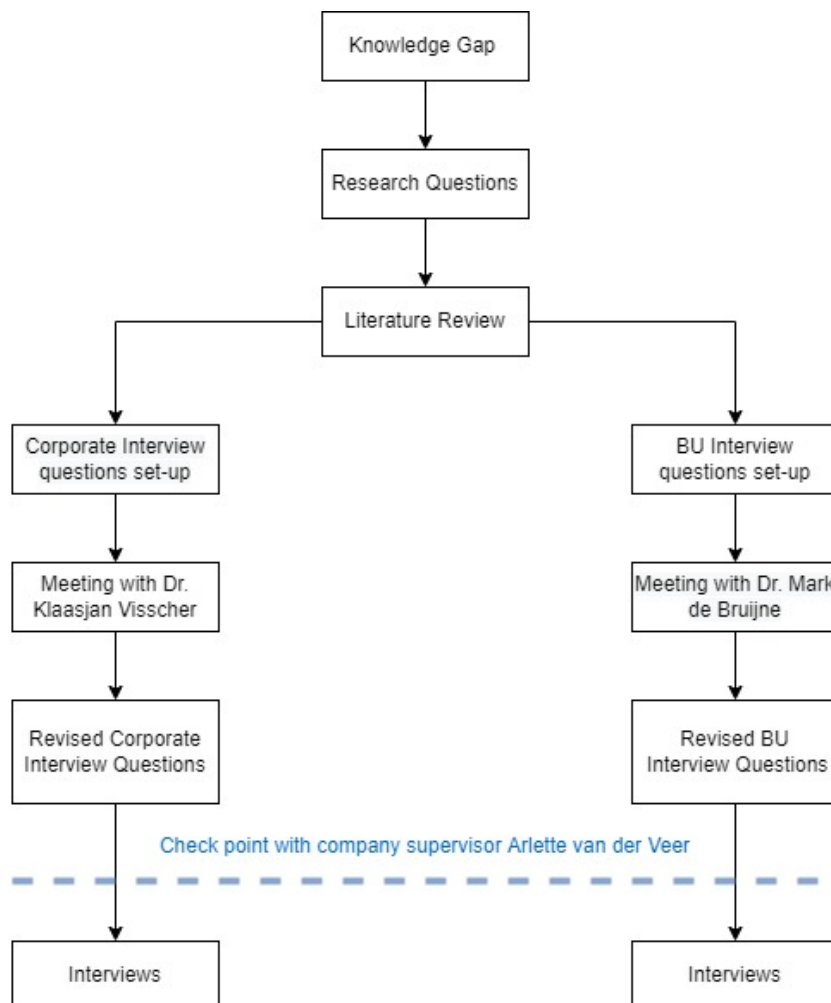 Knowledge Gap
Research Questions
Literature Review
Corporate Interview
questions set-up
BU Interview
questions set-up
Meeting with Dr.
Klaasjan Visscher
Meeting with Dr. Mark
de Bruijne
Revised Corporate
Interview Questions
Revised BU
Interview Questions
Check point with company supervisor Arlette van der Veer
Interviews
Interviews